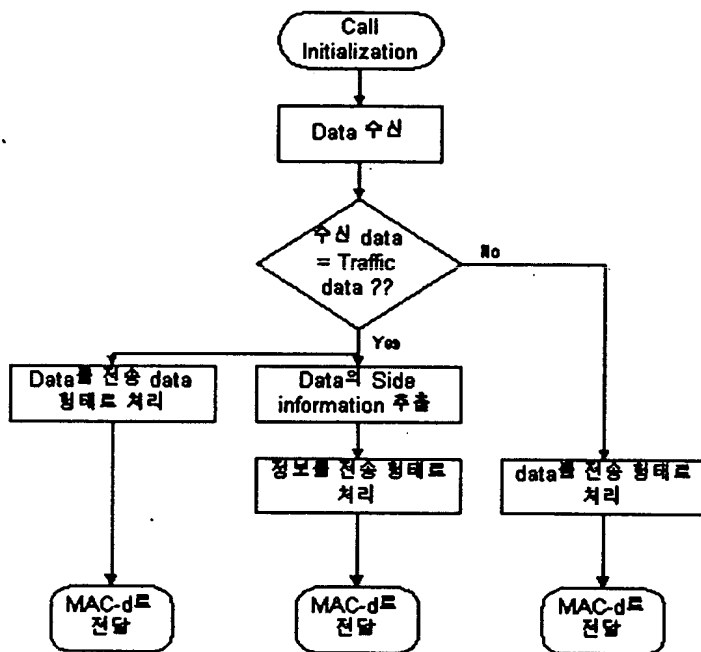 Call
Initialization
Data 수신
수신 data
= Traffic
data ??
No
Yes
Data를 전송 data
형태로 처리
Data의 Side
information 추출
정보를 전송 형태로
처리
data를 전송 형태로
처리
MAC-d로
전달
MAC-d로
전달
MAC-d로
전달